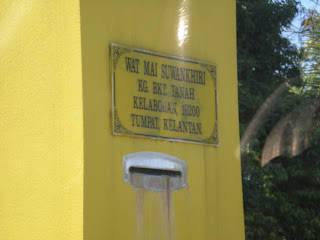 WAT MAI SUWANKHIRI
KG. BKT. TANAH
KELABORAN, 16200
TUMPAT, KELANTAN.